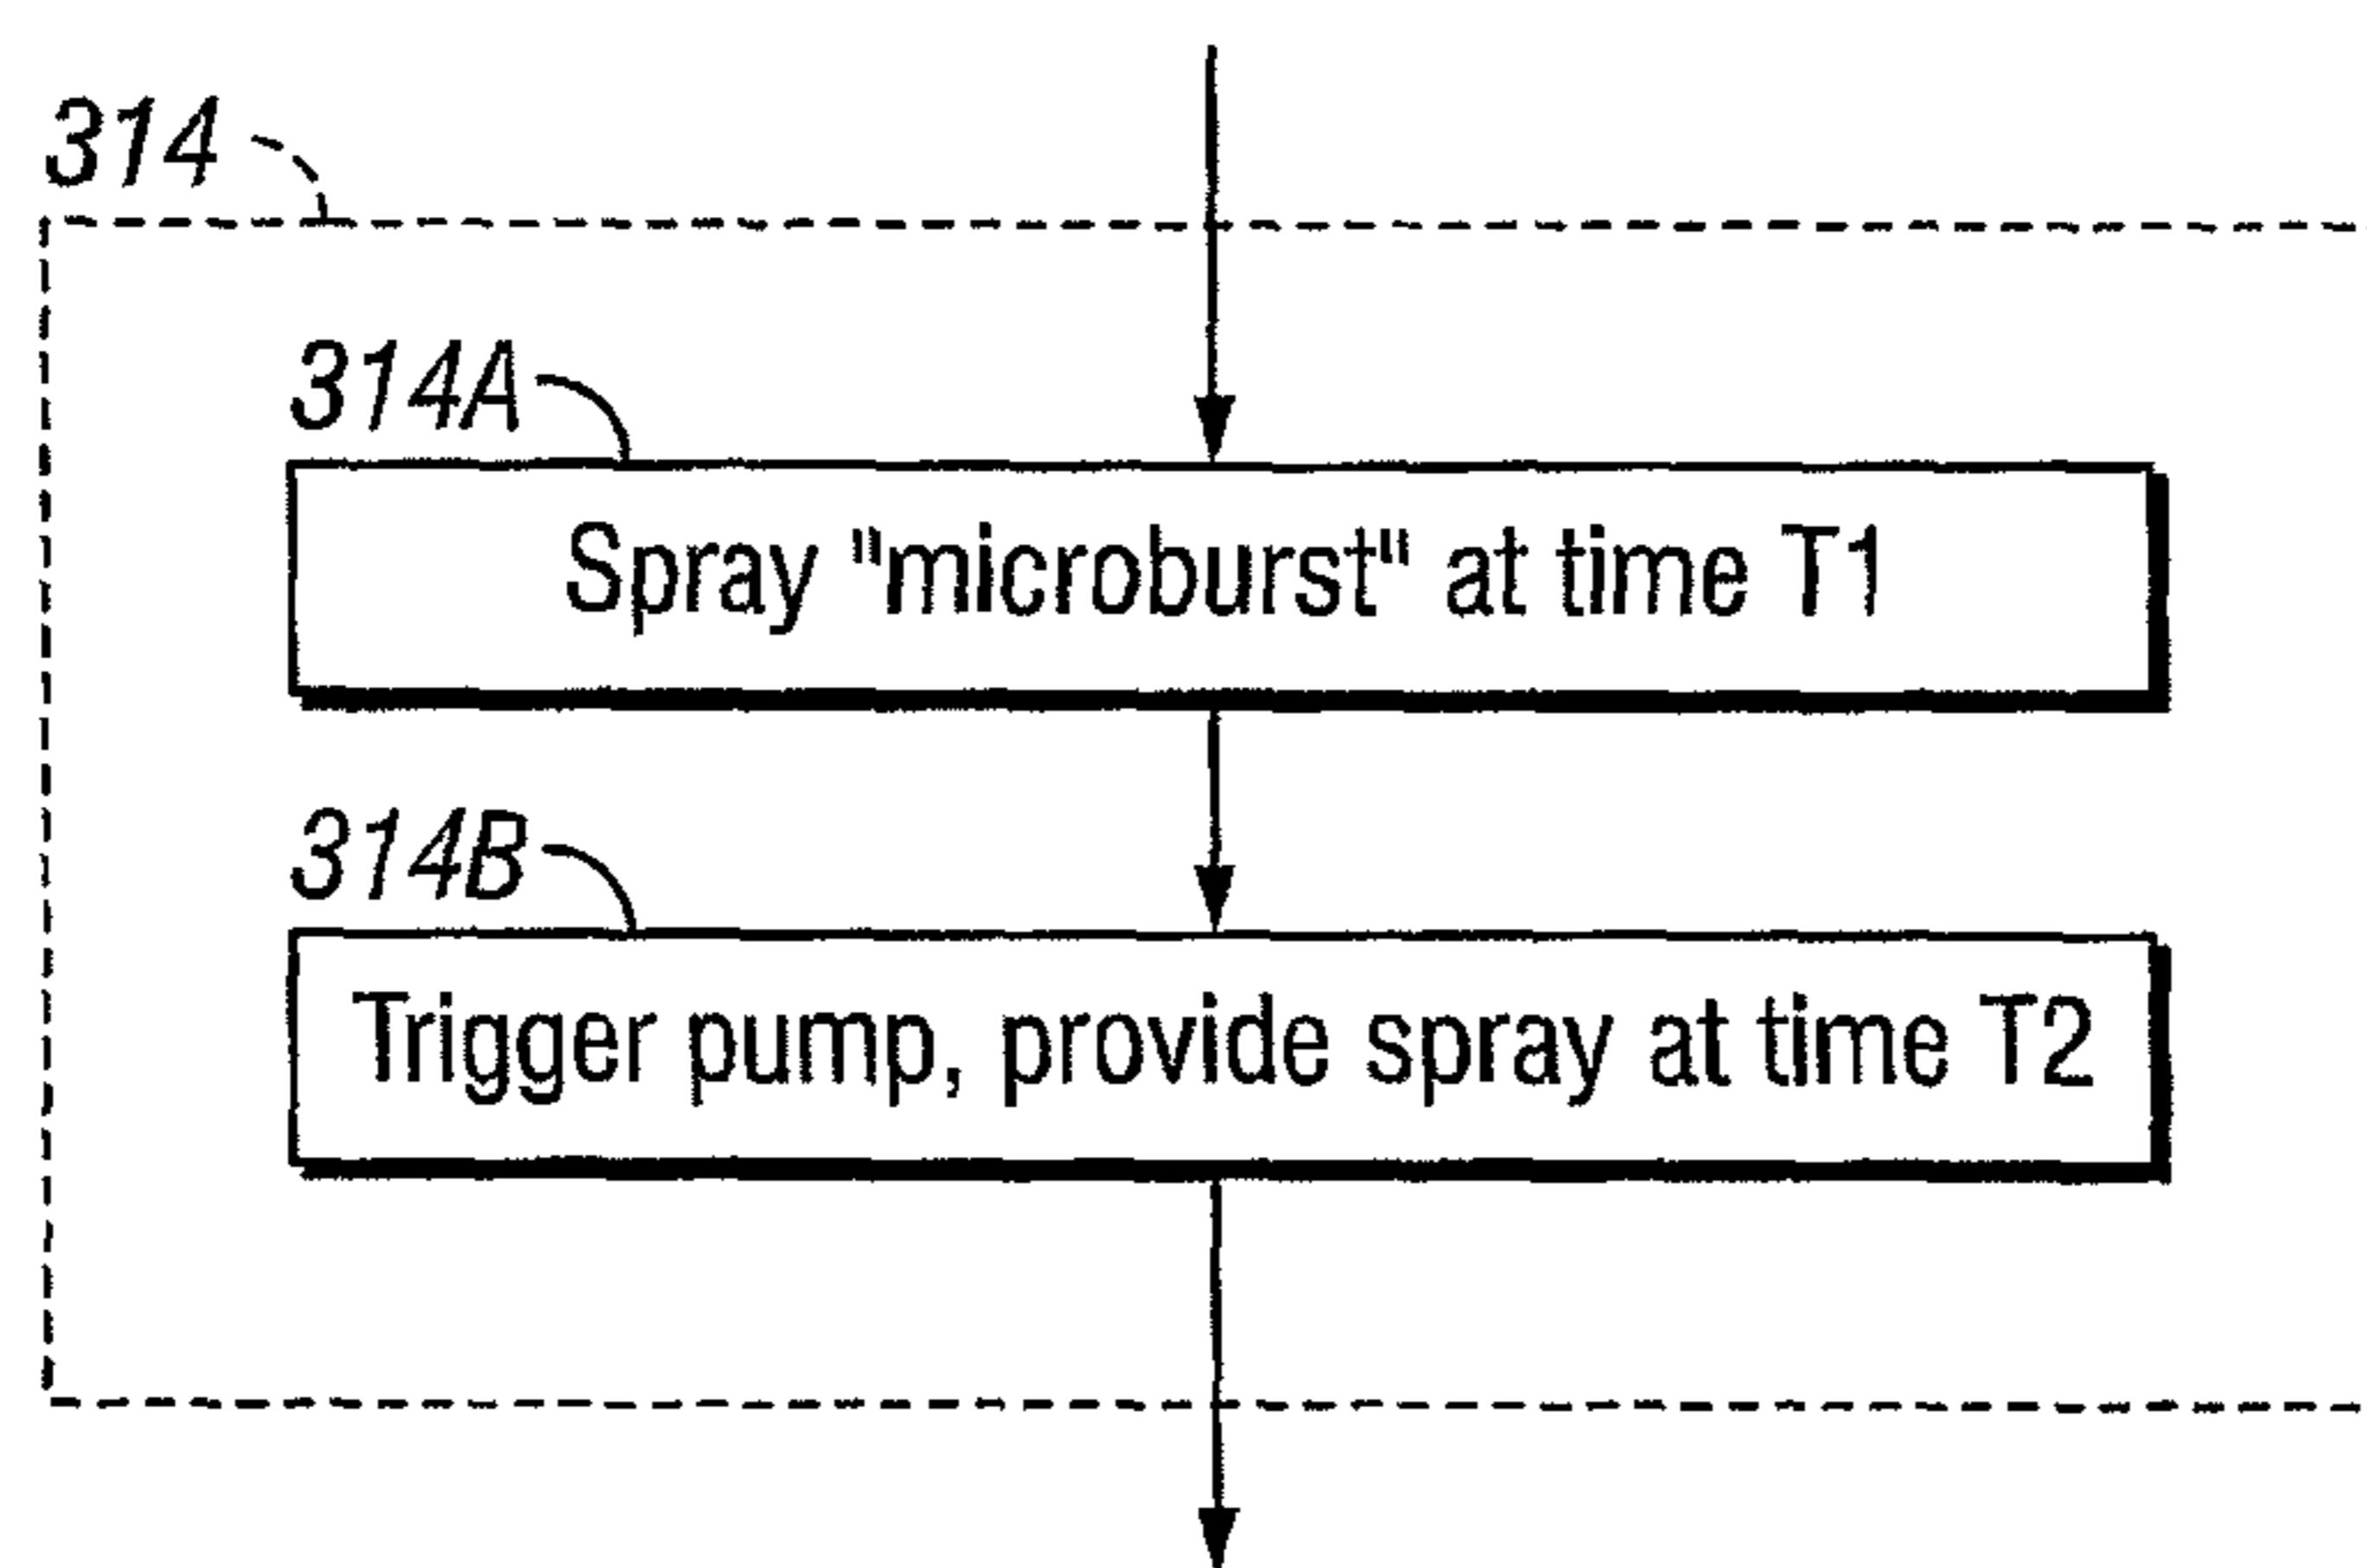 314
314A
Spray "microburst" at time T1
314B
Trigger pump, provide spray at time T2